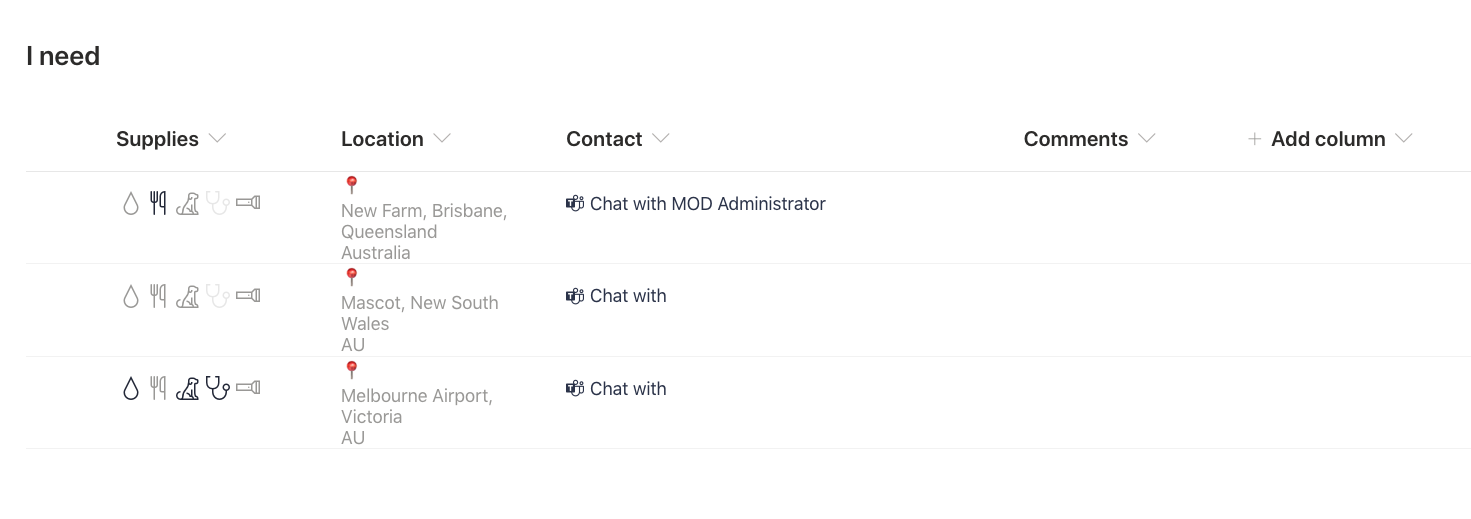 I need
Supplies
Location
Contact
Comments
+ Add column
New Farm, Brisbane,
Queensland
Australia
Chat with MOD Administrator
Mascot, New South
Wales
AU
Chat with
Melbourne Airport,
Victoria
AU
Chat with